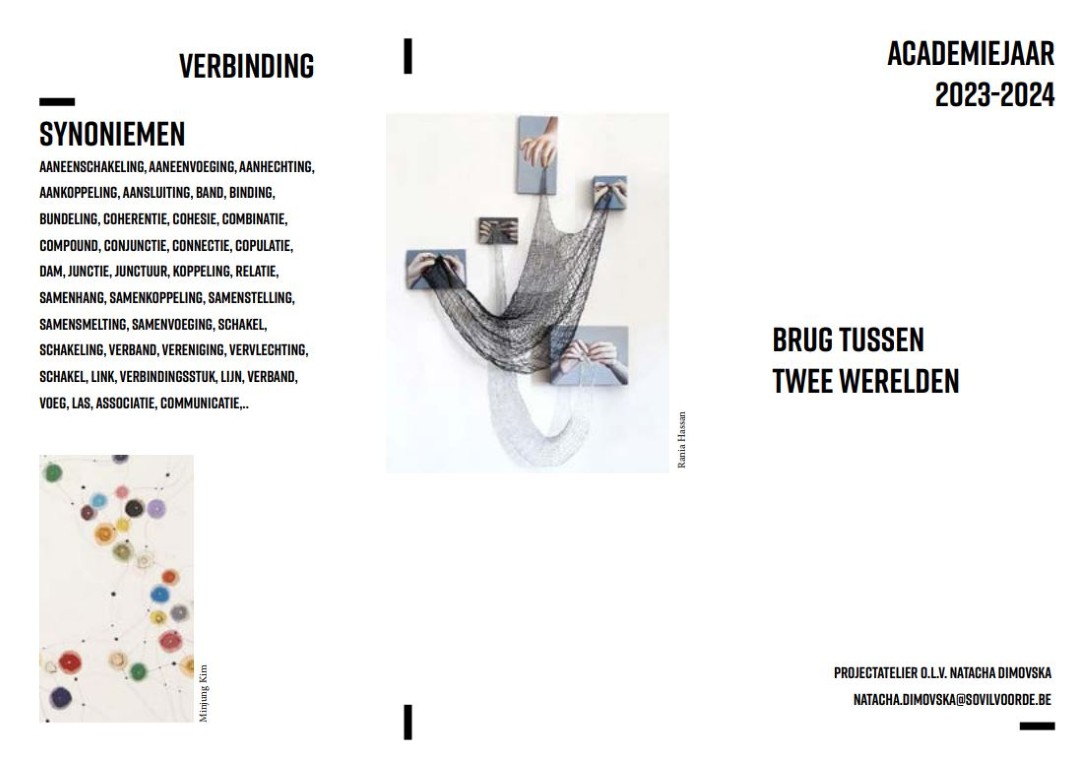 VERBINDING
SYNONIEMEN
AANEENSCHAKELING, AANEENVOEGING, AANHECHTING,
AANKOPPELING, AANSLUITING, BAND, BINDING,
BUNDELING, COHERENTIE, COHESIE, COMBINATIE,
COMPOUND, CONJUNCTIE, CONNECTIE, COPULATIE,
DAM, JUNCTIE, JUNCTUUR, KOPPELING, RELATIE,
SAMENHANG, SAMENKOPPELING, SAMENSTELLING,
SAMENSMELTING, SAMENVOEGING, SCHAKEL,
SCHAKELING, VERBAND, VERENIGING, VERVLECHTING,
SCHAKEL, LINK, VERBINDINGSSTUK, LIJN, VERBAND,
VOEG, LAS, ASSOCIATIE, COMMUNICATIE,..
Minjung Kim
Rania Hassan
ACADEMIEJAAR
2023-2024
BRUG TUSSEN
TWEE WERELDEN
PROJECTATELIER O.L.V. NATACHA DIMOVSKA
NATACHA.DIMOVSKA@SOVILVOORDE.BE